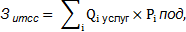 З итсс = ∑i Qi услуг × Pi под,